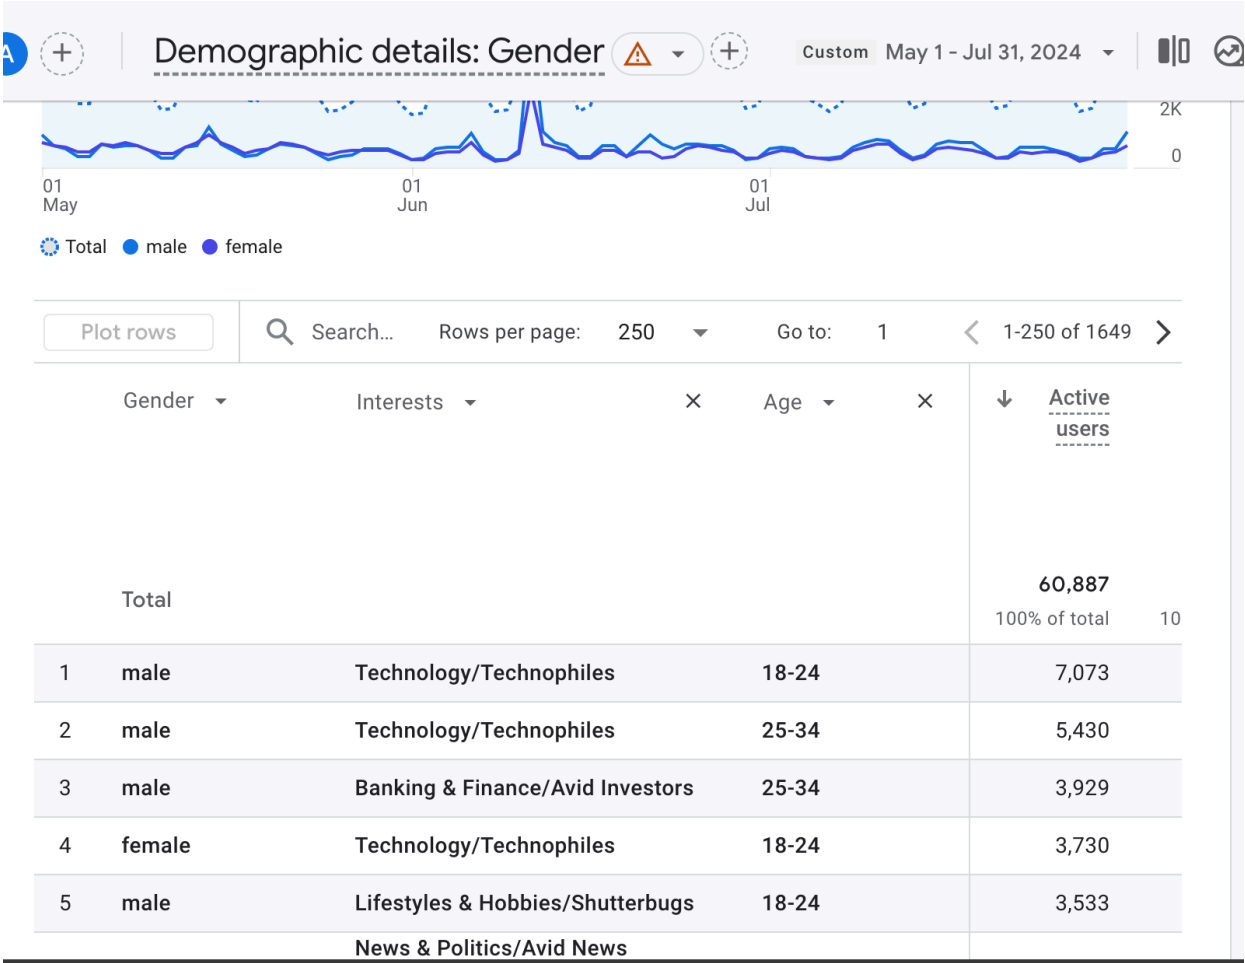 A
Demographic details: Gender
Custom May 1 - Jul 31, 2024
2K
0
01 May
01 Jun
01 Jul
Total male female
Plot rows Search... Rows per page: 250 Go to: 1 1-250 of 1649
Gender Interests Age Active users
Total 60,887
100% of total 10
1 male Technology/Technophiles 18-24 7,073
2 male Technology/Technophiles 25-34 5,430
3 male Banking & Finance/Avid Investors 25-34 3,929
4 female Technology/Technophiles 18-24 3,730
5 male Lifestyles & Hobbies/Shutterbugs 18-24 3,533
News & Politics/Avid News